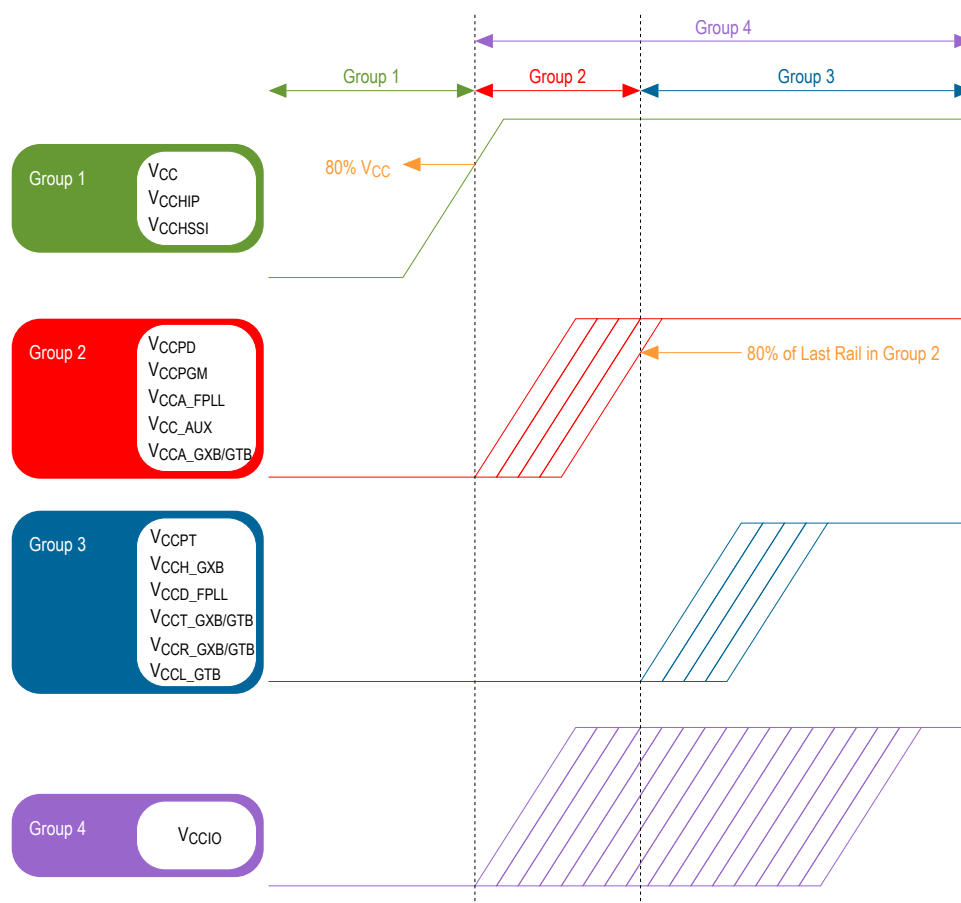 Group 4
Group 1
Group 2
Group 3
80% VCC
Group 1
VCC
VCCHIP
VCCHSSI
Group 2
VCCPD
VCCPGM
VCCA_FPLL
VCC_AUX
VCCA_GXB/GTB
80% of Last Rail in Group 2
Group 3
VCCPT
VCCH_GXB
VCCD_FPLL
VCCT_GXB/GTB
VCCR_GXB/GTB
VCCL_GTB
Group 4
VCCIO